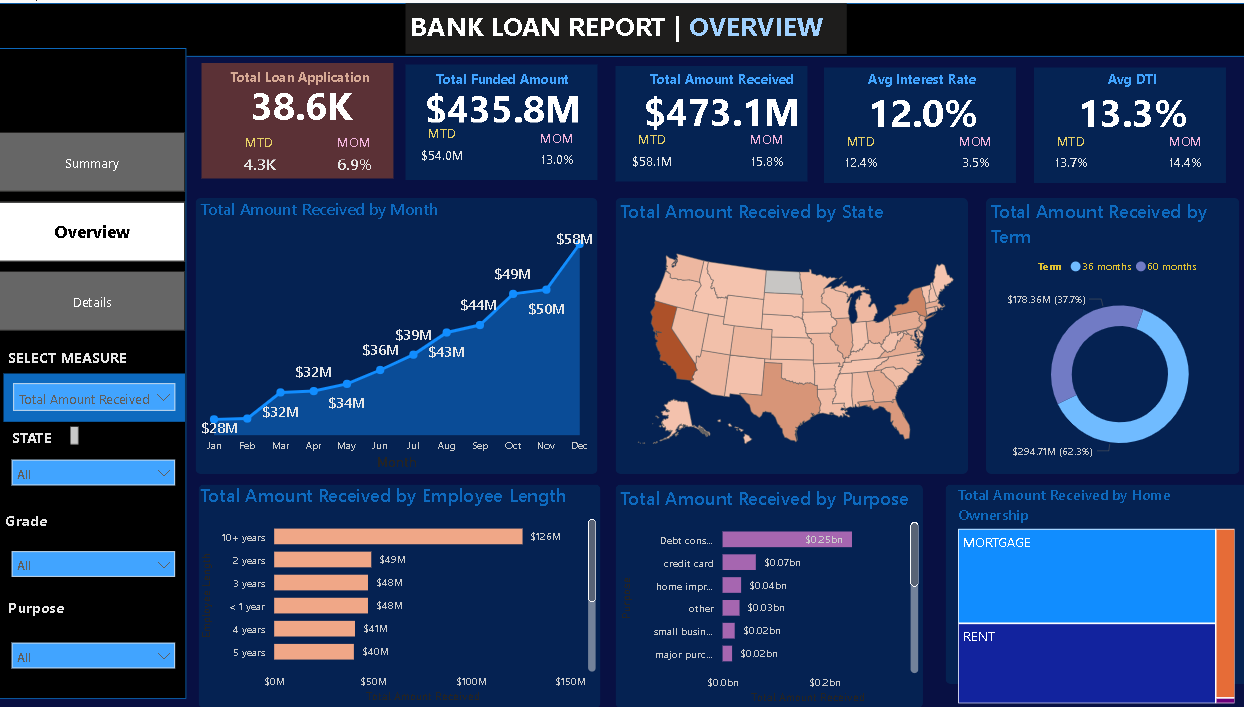 BANK LOAN REPORT | OVERVIEW
Summary
Overview
Details
SELECT MEASURE
Total Amount Received
STATE
All
Grade
All
Purpose
All
Total Loan Application
38.6K
MTD MOM
4.3K 6.9%
Total Funded Amount
$435.8M
MTD MOM
$54.0M 13.0%
Total Amount Received
$473.1M
MTD MOM
$58.1M 15.8%
Avg Interest Rate
12.0%
MTD MOM
12.4% 3.5%
Avg DTI
13.3%
MTD MOM
13.7% 14.4%
Total Amount Received by Month
$58M
$49M
$50M
$44M
$39M
$43M
$36M
$32M
$34M
$32M
$28M
Jan Feb Mar Apr May Jun Jul Aug Sep Oct Nov Dec
Month
Total Amount Received by State
Total Amount Received by
Term
Term 36 months 60 months
$178.36M (37.7%)
$294.71M (62.3%)
Total Amount Received by Employee Length
10+ years $126M
2 years $49M
3 years $48M
< 1 year $48M
4 years $41M
5 years $40M
$0M $50M $100M $150M
Total Amount Received by Purpose
Debt cons... $0.25bn
credit card $0.07bn
home impr... $0.04bn
other $0.03bn
small busin... $0.02bn
major purc... $0.02bn
$0.0bn $0.2bn
Total Amount Received by Home
Ownership
MORTGAGE
RENT